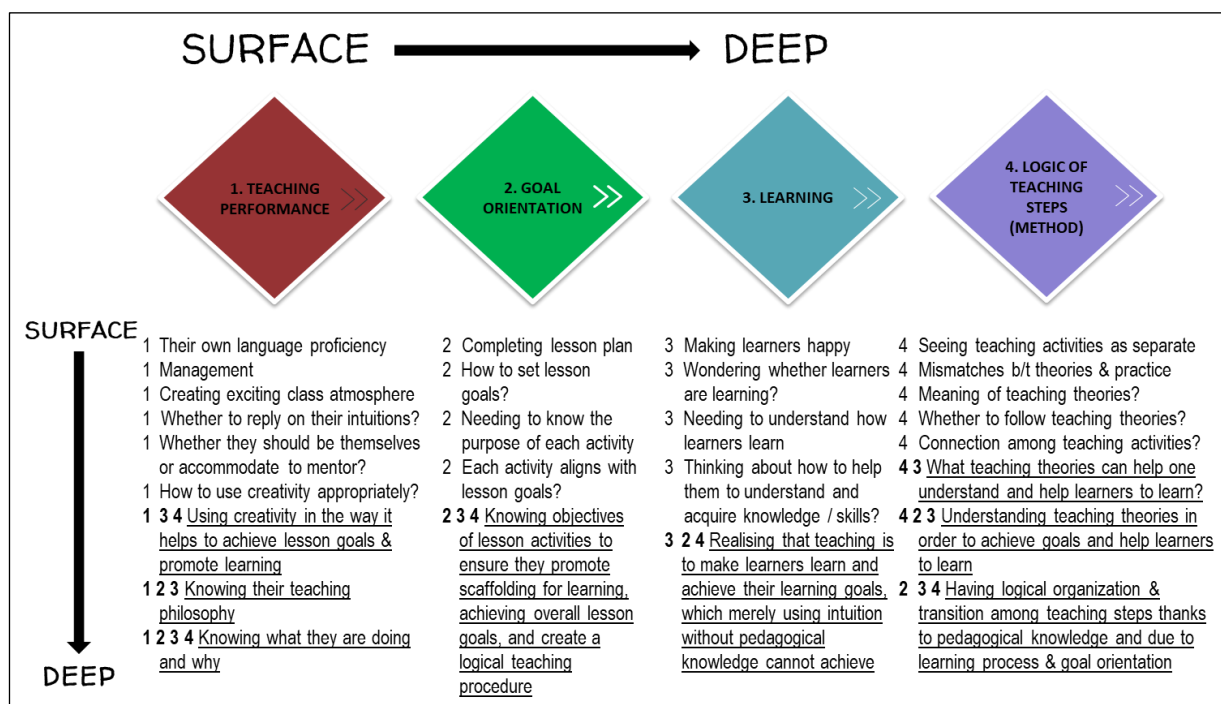 SURFACE
DEEP
1. TEACHING
PERFORMANCE
2. GOAL
ORIENTATION
3. LEARNING
4. LOGIC OF
TEACHING
STEPS
(METHOD)
SURFACE
DEEP
1 Their own language proficiency
1 Management
1 Creating exciting class atmosphere
1 Whether to reply on their intuitions?
1 Whether they should be themselves
or accommodate to mentor?
1 How to use creativity appropriately?
1 3 4 Using creativity in the way it
helps to achieve lesson goals &
promote learning
1 2 3 Knowing their teaching
philosophy
1 2 3 4 Knowing what they are doing
and why
2 Completing lesson plan
2 How to set lesson
goals?
2 Needing to know the
purpose of each activity
2 Each activity aligns with
lesson goals?
2 3 4 Knowing objectives
of lesson activities to
ensure they promote
scaffolding for learning,
achieving overall lesson
goals, and create a
logical teaching
procedure
3 Making learners happy
3 Wondering whether learners
are learning?
3 Needing to understand how
learners learn
3 Thinking about how to help
them to understand and
acquire knowledge / skills?
3 2 4 Realising that teaching is
to make learners learn and
achieve their learning goals,
which merely using intuition
without pedagogical
knowledge cannot achieve
4 Seeing teaching activities as separate
4 Mismatches b/t theories & practice
4 Meaning of teaching theories?
4 Whether to follow teaching theories?
4 Connection among teaching activities?
4 3 What teaching theories can help one
understand and help learners to learn?
4 2 3 Understanding teaching theories in
order to achieve goals and help learners
to learn
2 3 4 Having logical organization &
transition among teaching steps thanks
to pedagogical knowledge and due to
learning process & goal orientation